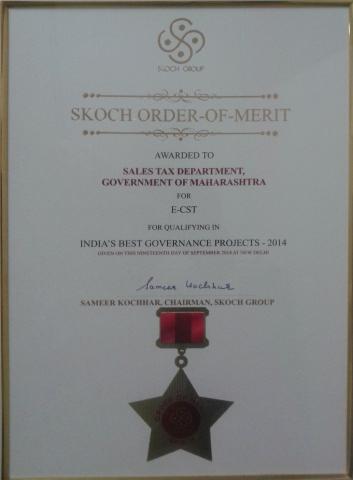 SKOCH GROUP
SKOCH ORDER-OF-MERIT
AWARDED TO
SALES TAX DEPARTMENT,
GOVERNMENT OF MAHARASHTRA
FOR
E-CST
FOR QUALIFYING IN
INDIA'S BEST GOVERNANCE PROJECTS - 2014
GIVEN ON THIS NINETEENTH DAY OF SEPTEMBER 2014 AT NEW DELHI
Sameer Kochhar
SAMEER KOCHHAR, CHAIRMAN, SKOCH GROUP